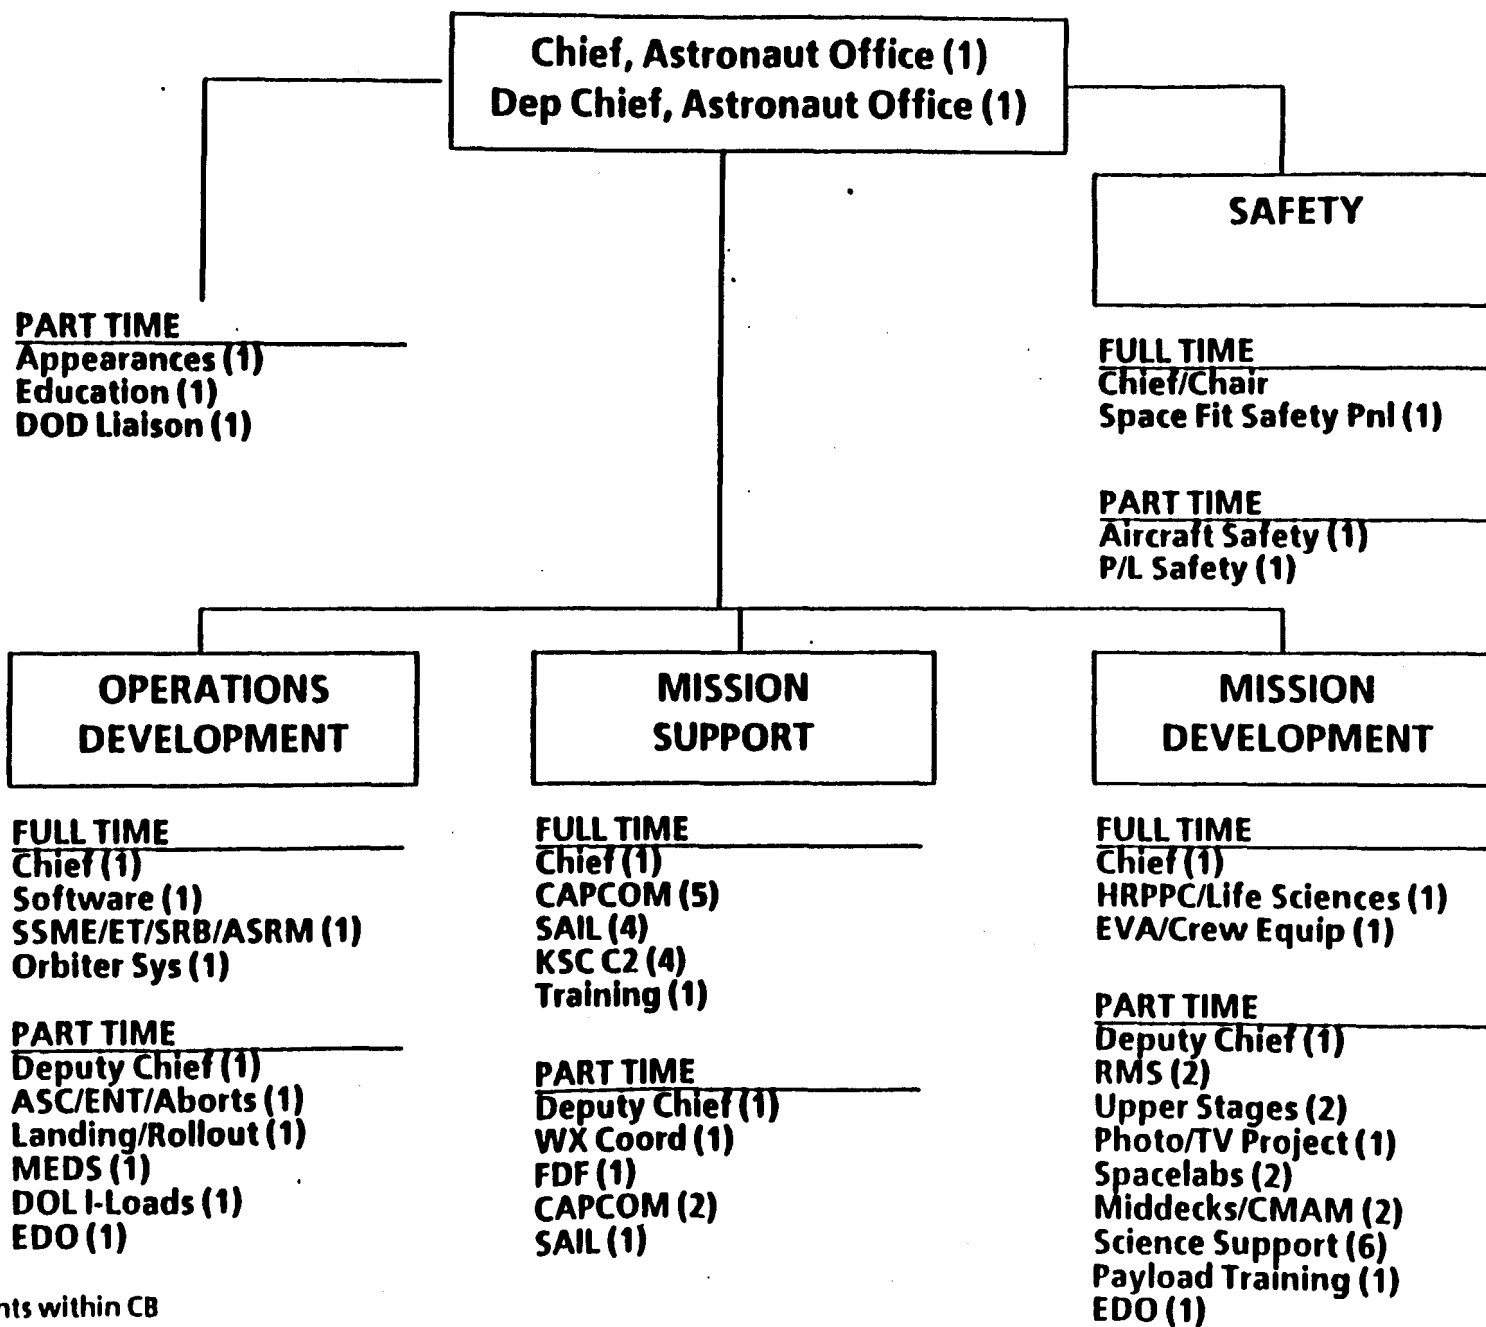 Chief, Astronaut Office (1)
Dep Chief, Astronaut Office (1)
SAFETY
PART TIME
Appearances (1)
Education (1)
DOD Liaison (1)
FULL TIME
Chief/Chair
Space Fit Safety Pnl (1)
PART TIME
Aircraft Safety (1)
P/L Safety (1)
OPERATIONS
DEVELOPMENT
FULL TIME
Chief (1)
Software (1)
SSME/ET/SRB/ASRM (1)
Orbiter Sys (1)
PART TIME
Deputy Chief (1)
ASC/ENT/Aborts (1)
Landing/Rollout (1)
MEDS (1)
DOL I-Loads (1)
EDO (1)
MISSION
SUPPORT
FULL TIME
Chief (1)
CAPCOM (5)
SAIL (4)
KSC C2 (4)
Training (1)
PART TIME
Deputy Chief (1)
WX Coord (1)
FDF (1)
CAPCOM (2)
SAIL (1)
MISSION
DEVELOPMENT
FULL TIME
Chief (1)
HRPPC/Life Sciences (1)
EVA/Crew Equip (1)
PART TIME
Deputy Chief (1)
RMS (2)
Upper Stages (2)
Photo/TV Project (1)
Spacelabs (2)
Middecks/CMAM (2)
Science Support (6)
Payload Training (1)
EDO (1)
nts within CB